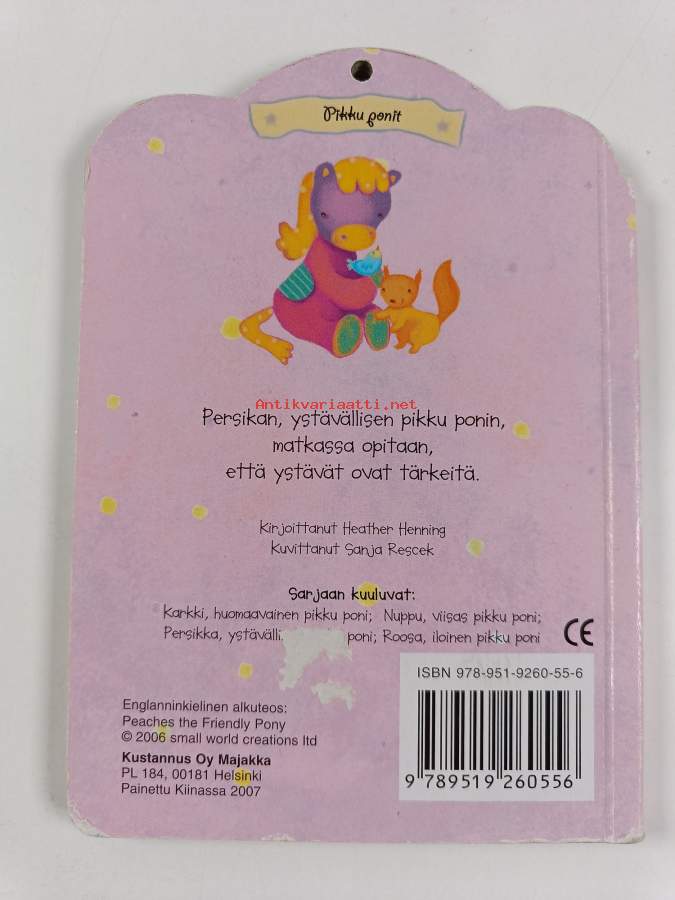 Pikku ponit
Antikvariaatti.net
Persikan, ystävällisen pikku ponin,
matkassa opitaan,
että ystävät ovat tärkeitä.
Kirjoittanut Heather Henning
Kuvittanut Sanja Rescek
Sarjaan kuuluvat:
Karkki, huomaavainen pikku poni; Nuppu, viisas pikku poni;
Persikka, poni; Roosa, iloinen pikku poni
CE
ISBN 978-951-9260-55-6
Englanninkielinen alkuteos:
Peaches the Friendly Pony
© 2006 small world creations ltd
Kustannus Oy Majakka
PL 184, 00181 Helsinki
Painettu Kiinassa 2007
9 789519 260556